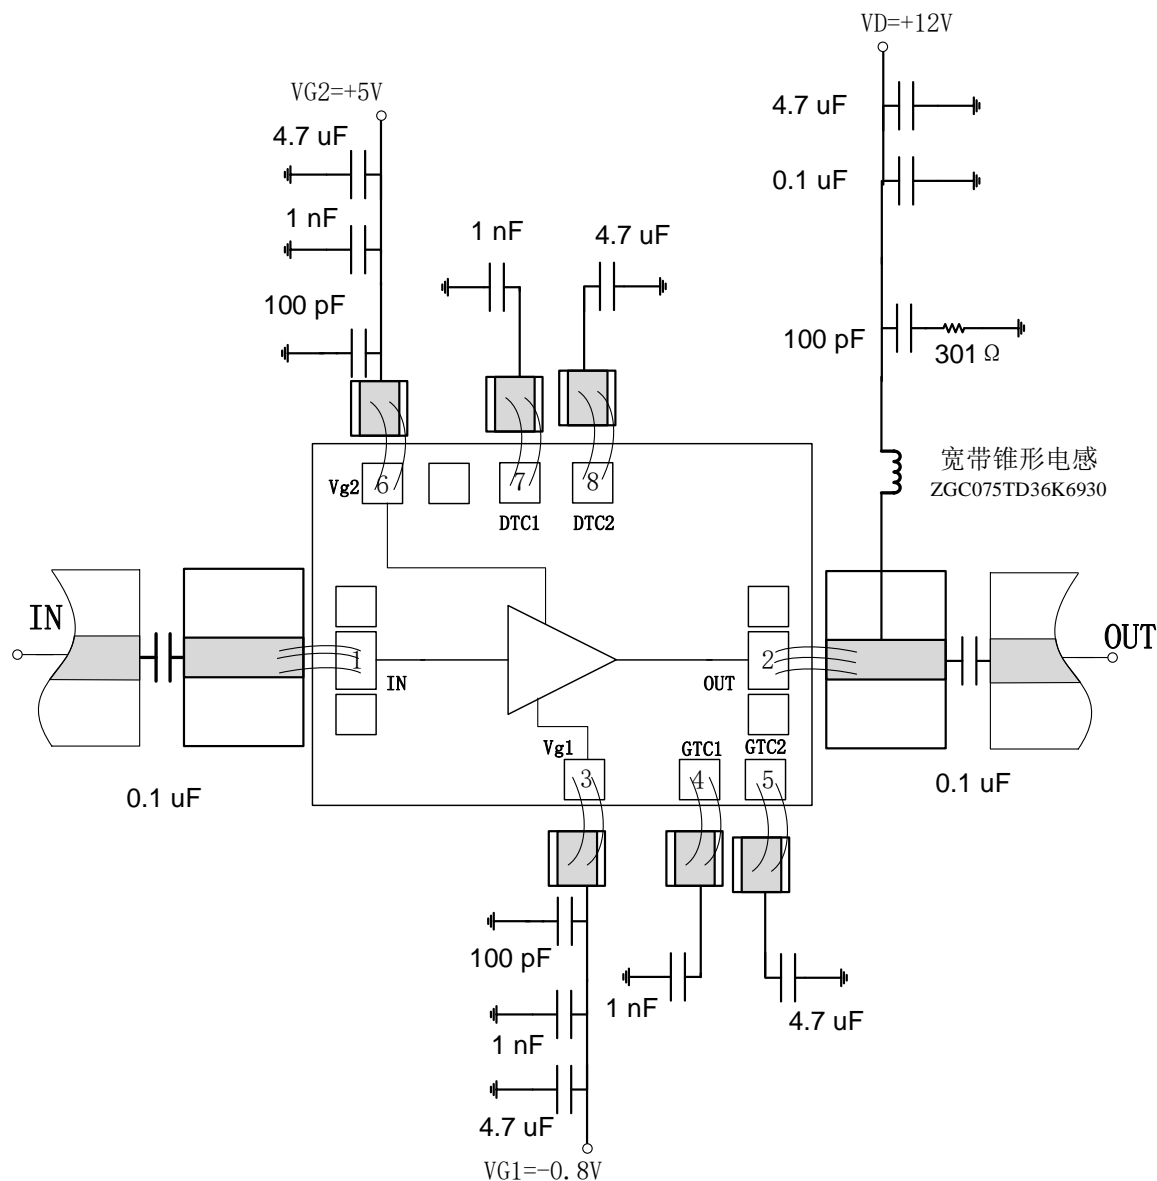 VD=+12V
VG2=+5V
4.7 uF
4.7 uF
0.1 uF
1 nF
1 nF
4.7 uF
100 pF
100 pF
301 Ω
宽带锥形电感
ZGC075TD36K6930
Vg2
6
7
8
DTC1
DTC2
IN
OUT
1
2
IN
OUT
Vg1
GTC1
GTC2
3
4
5
0.1 uF
0.1 uF
100 pF
1 nF
4.7 uF
1 nF
4.7 uF
VG1=-0.8V